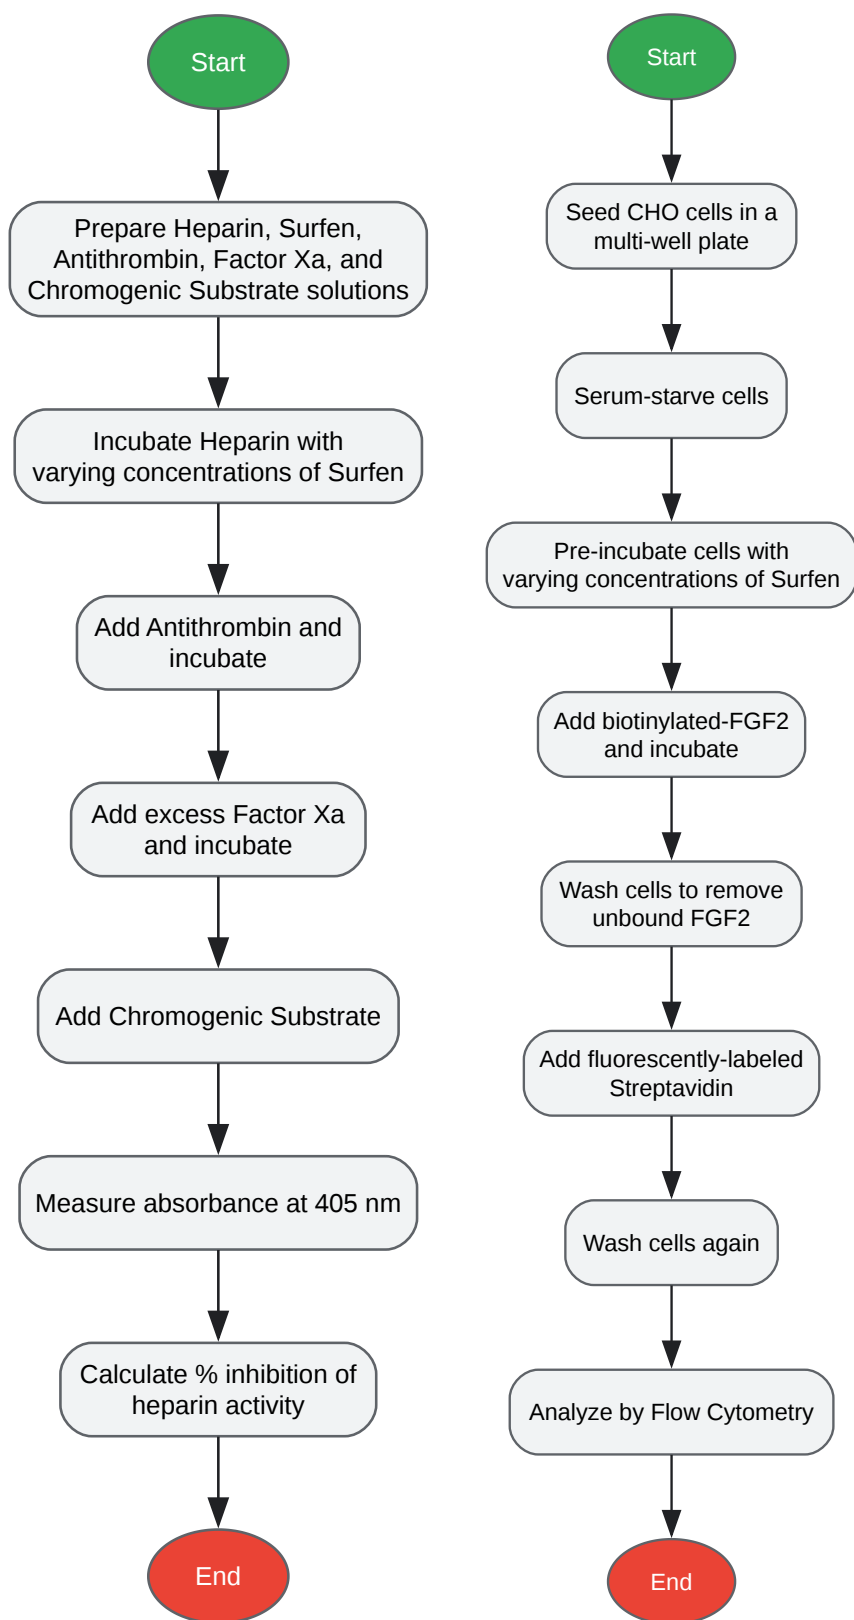 Start
Prepare Heparin, Surfen,
Antithrombin, Factor Xa, and
Chromogenic Substrate solutions
Incubate Heparin with
varying concentrations of Surfen
Add Antithrombin and
incubate
Add excess Factor Xa
and incubate
Add Chromogenic Substrate
Measure absorbance at 405 nm
Calculate % inhibition of
heparin activity
End
Start
Seed CHO cells in a
multi-well plate
Serum-starve cells
Pre-incubate cells with
varying concentrations of Surfen
Add biotinylated-FGF2
and incubate
Wash cells to remove
unbound FGF2
Add fluorescently-labeled
Streptavidin
Wash cells again
Analyze by Flow Cytometry
End